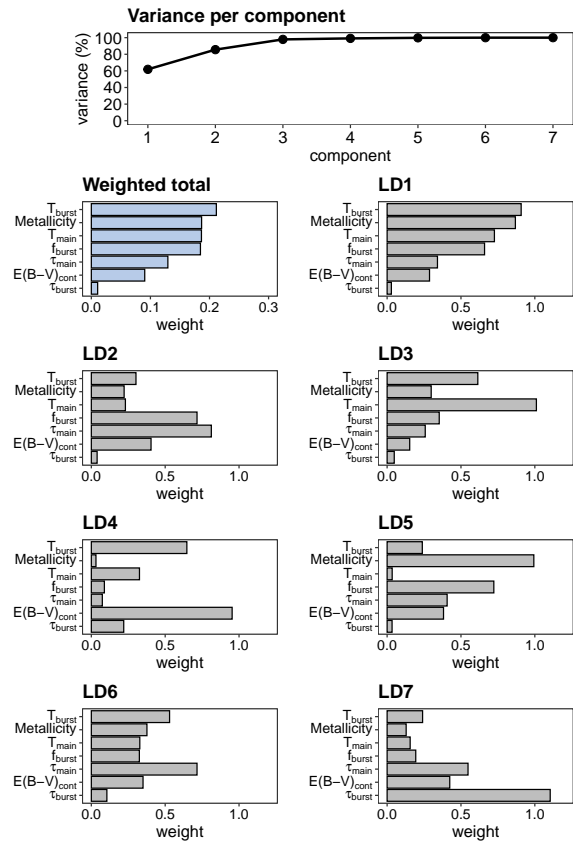 Variance per component
variance (%)
100
80
60
40
20
0
1 2 3 4 5 6 7
component
Weighted total
T_burst
Metallicity
T_main
f_burst
τ_main
E(B−V)_cont
τ_burst
0.0 0.1 0.2 0.3
weight
LD1
T_burst
Metallicity
T_main
f_burst
τ_main
E(B−V)_cont
τ_burst
0.0 0.5 1.0
weight
LD2
T_burst
Metallicity
T_main
f_burst
τ_main
E(B−V)_cont
τ_burst
0.0 0.5 1.0
weight
LD3
T_burst
Metallicity
T_main
f_burst
τ_main
E(B−V)_cont
τ_burst
0.0 0.5 1.0
weight
LD4
T_burst
Metallicity
T_main
f_burst
τ_main
E(B−V)_cont
τ_burst
0.0 0.5 1.0
weight
LD5
T_burst
Metallicity
T_main
f_burst
τ_main
E(B−V)_cont
τ_burst
0.0 0.5 1.0
weight
LD6
T_burst
Metallicity
T_main
f_burst
τ_main
E(B−V)_cont
τ_burst
0.0 0.5 1.0
weight
LD7
T_burst
Metallicity
T_main
f_burst
τ_main
E(B−V)_cont
τ_burst
0.0 0.5 1.0
weight